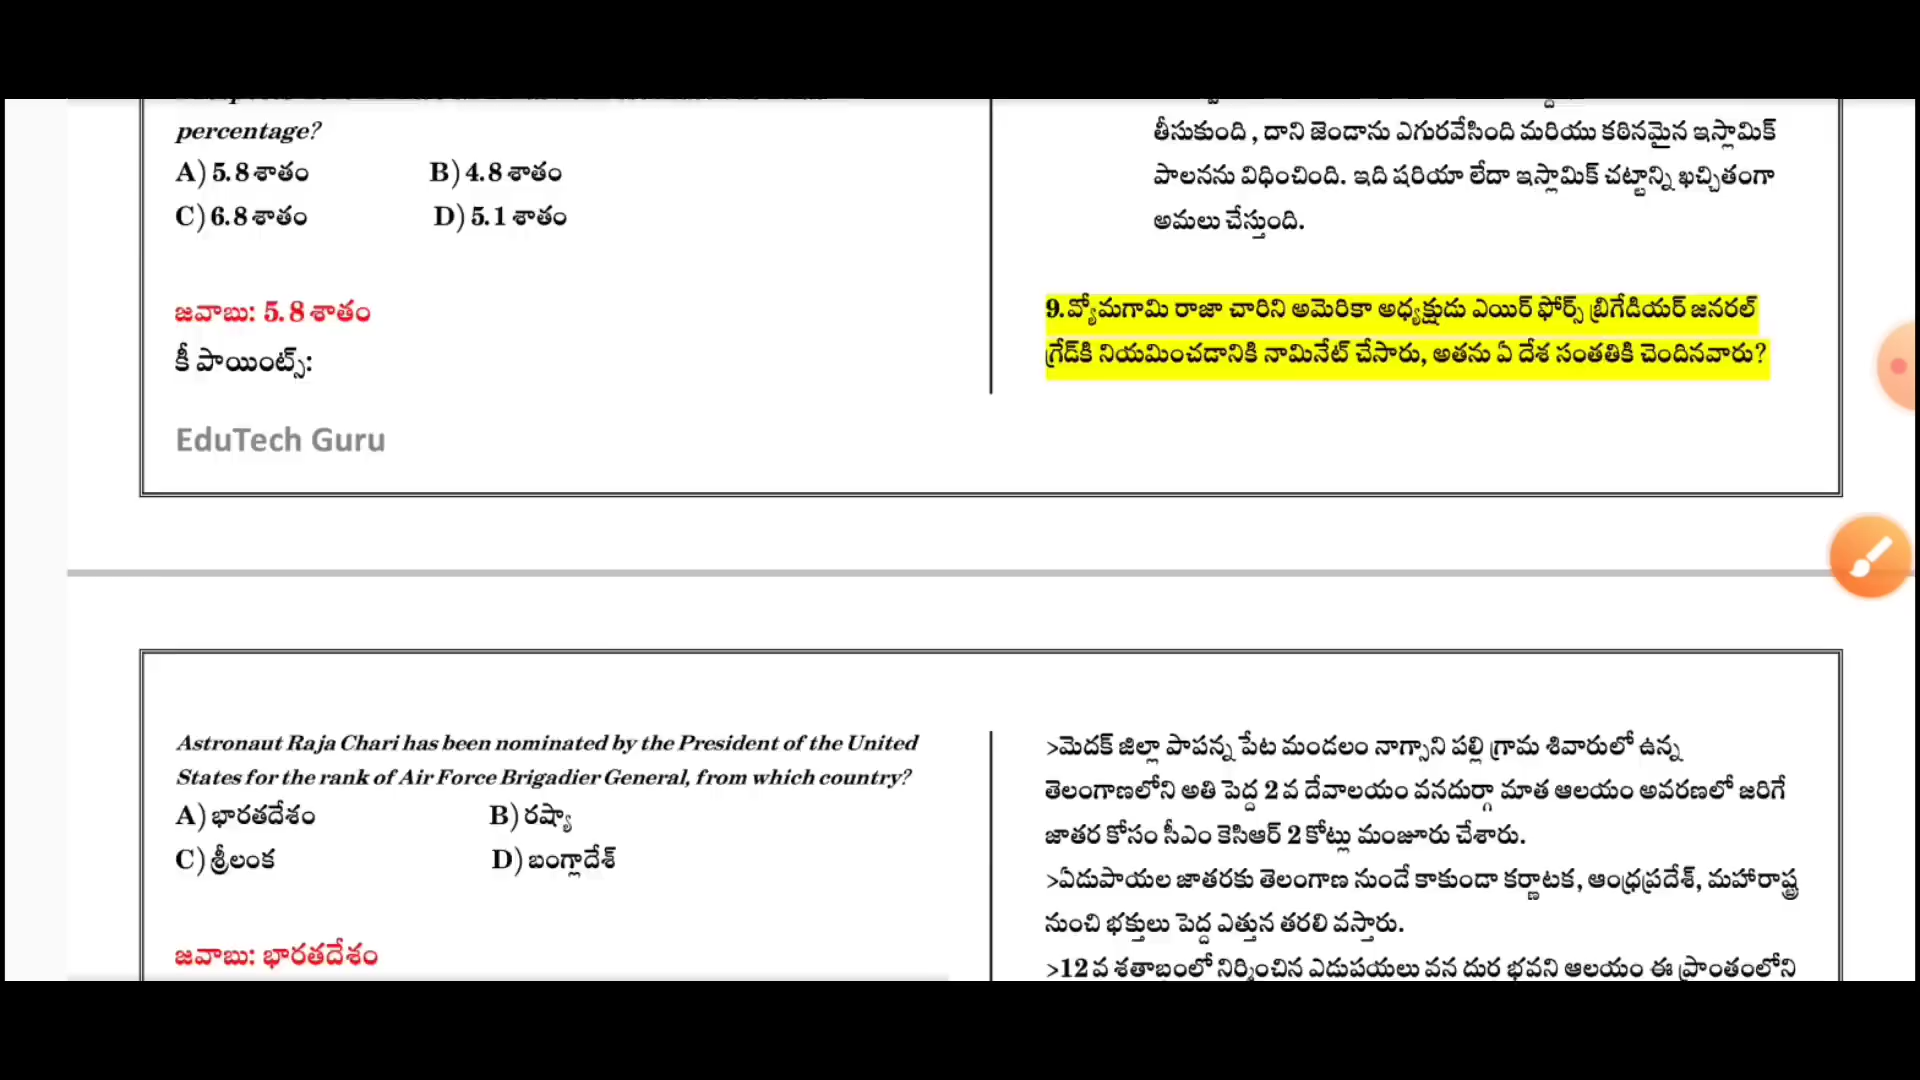 percentage?
A) 5.8 శాతం B) 4.8 శాతం
C) 6.8 శాతం D) 5.1 శాతం
జవాబు: 5.8 శాతం
కీ పాయింట్స్:
EduTech Guru
తీసుకుంది , దాని జెండాను ఎగురవేసింది మరియు కఠినమైన ఇస్లామిక్
పాలనను విధించింది. ఇది షరియా లేదా ఇస్లామిక్ చట్టాన్ని ఖచ్చితంగా
అమలు చేస్తుంది.
9.వ్యోమగామి రాజా చారిని అమెరికా అధ్యక్షుడు ఎయిర్ ఫోర్స్ బ్రిగేడియర్ జనరల్
గ్రేడ్‌కి నియమించడానికి నామినేట్ చేసారు, అతను ఏ దేశ సంతతికి చెందినవారు?
Astronaut Raja Chari has been nominated by the President of the United
States for the rank of Air Force Brigadier General, from which country?
A) భారతదేశం B) రష్యా
C) శ్రీలంక D) బంగ్లాదేశ్
జవాబు: భారతదేశం
>మెదక్ జిల్లా పాపన్న పేట మండలం నాగ్సాని పల్లి గ్రామ శివారులో ఉన్న
తెలంగాణలోని అతి పెద్ద 2 వ దేవాలయం వనదుర్గా మాత ఆలయం అవరణలో జరిగే
జాతర కోసం సీఎం కెసిఆర్ 2 కోట్లు మంజూరు చేశారు.
>ఏడుపాయల జాతరకు తెలంగాణ నుండే కాకుండా కర్ణాటక, ఆంధ్రప్రదేశ్, మహారాష్ట్ర
నుంచి భక్తులు పెద్ద ఎత్తున తరలి వస్తారు.
>12 వ శతాబ్దంలో నిర్మించిన ఎడుపయలు వన దుర భవని ఆలయం ఈ ప్రాంతంలోని